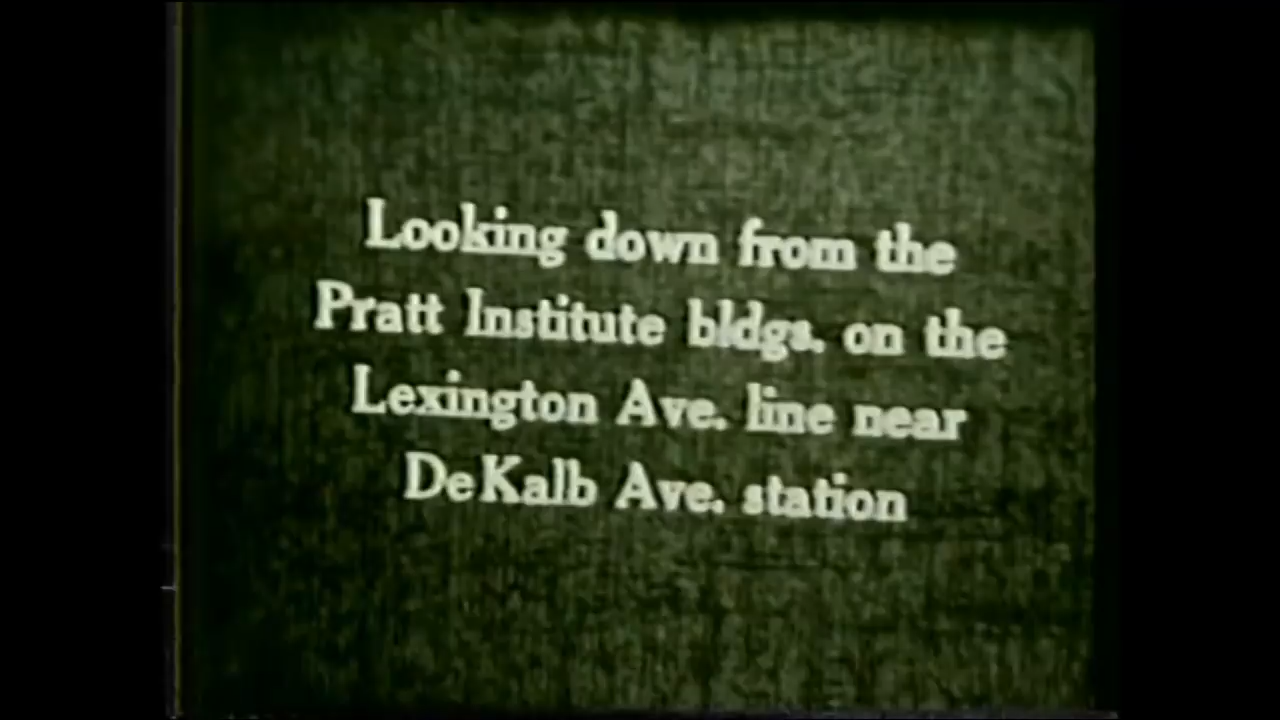 Looking down from the
Pratt Institute bldgs. on the
Lexington Ave. line near
DeKalb Ave. station